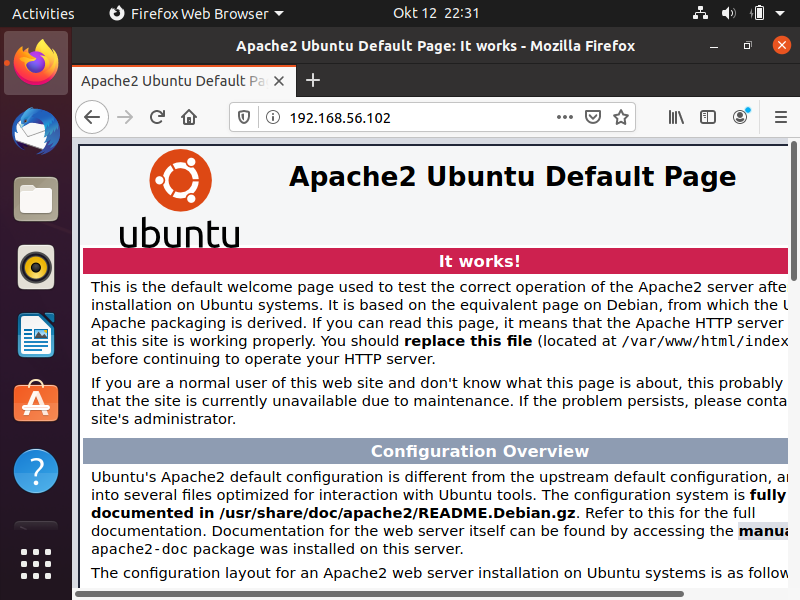 Activities Firefox Web Browser Okt 12 22:31
Apache2 Ubuntu Default Page: It works - Mozilla Firefox
Apache2 Ubuntu Default Pa
192.168.56.102
Apache2 Ubuntu Default Page
ubuntu
It works!
This is the default welcome page used to test the correct operation of the Apache2 server afte
installation on Ubuntu systems. It is based on the equivalent page on Debian, from which the U
Apache packaging is derived. If you can read this page, it means that the Apache HTTP server
at this site is working properly. You should replace this file (located at /var/www/html/index
before continuing to operate your HTTP server.
If you are a normal user of this web site and don't know what this page is about, this probably
that the site is currently unavailable due to maintenance. If the problem persists, please conta
site's administrator.
Configuration Overview
Ubuntu's Apache2 default configuration is different from the upstream default configuration, a
into several files optimized for interaction with Ubuntu tools. The configuration system is fully
documented in /usr/share/doc/apache2/README.Debian.gz. Refer to this for the full
documentation. Documentation for the web server itself can be found by accessing the manua
apache2-doc package was installed on this server.
The configuration layout for an Apache2 web server installation on Ubuntu systems is as follow